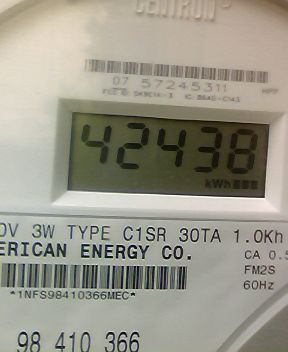 CENTRON®
07 57245311
42438
kWh
0V 3W TYPE C1SR 30TA 1.0Kh
ERICAN ENERGY CO.
CA 0.5
*1NFS98410366MEC*
FM2S
60Hz
98 410 366